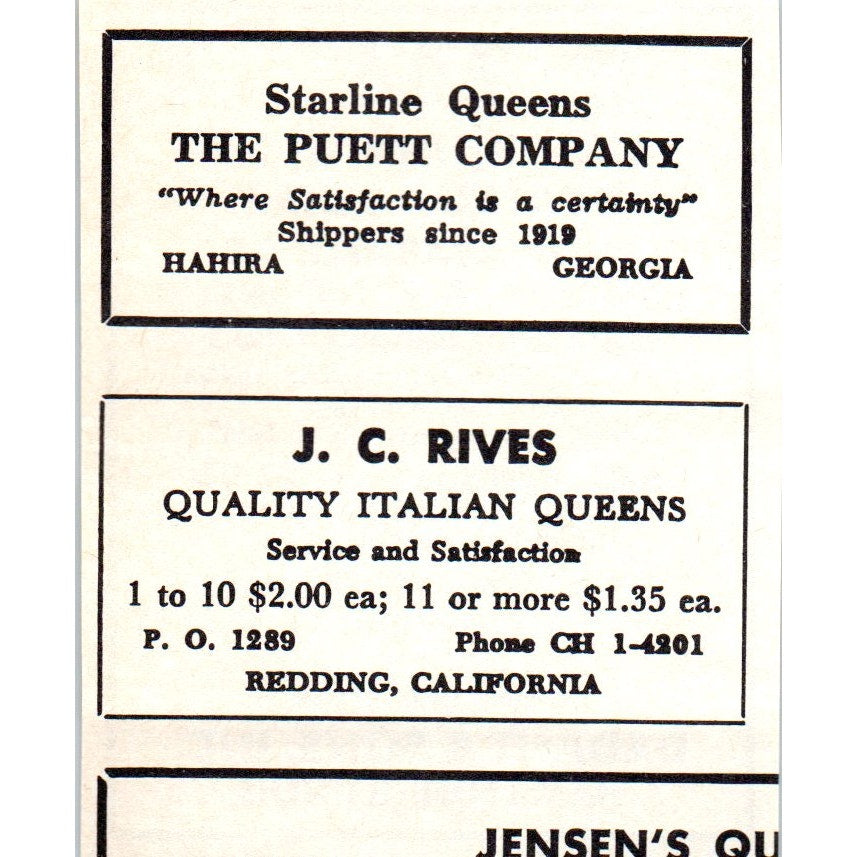 Starline Queens
THE PUETT COMPANY
"Where Satisfaction is a certainty"
Shippers since 1919
HAHIRA GEORGIA
J. C. RIVES
QUALITY ITALIAN QUEENS
Service and Satisfaction
1 to 10 $2.00 ea; 11 or more $1.35 ea.
P. O. 1289 Phone CH 1-4201
REDDING, CALIFORNIA
JENSEN'S QU